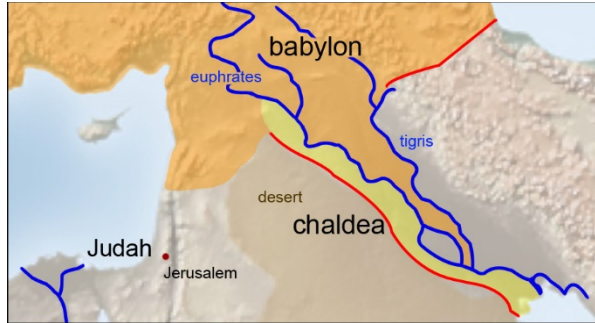 babylon
euphrates
tigris
desert
chaldea
Judah
Jerusalem